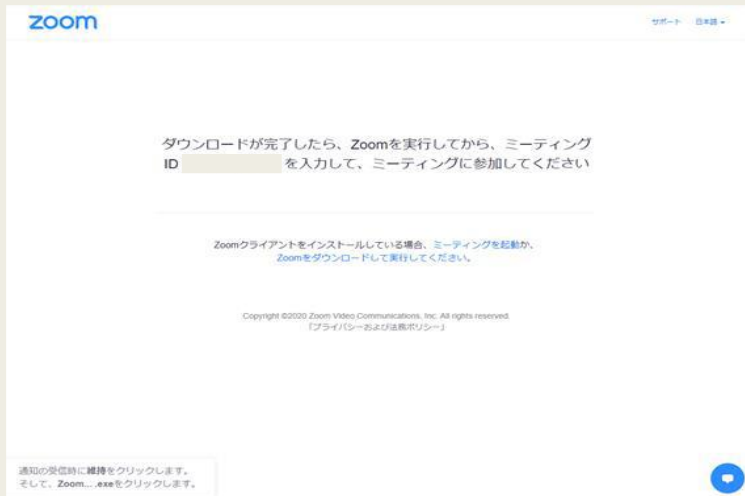 zoom
サポート 日本語
ダウンロードが完了したら、Zoomを実行してから、ミーティング
ID を入力して、ミーティングに参加してください
Zoomクライアントをインストールしている場合、ミーティングを起動か、
Zoomをダウンロードして実行してください。
Copyright ©2020 Zoom Video Communications, Inc. All rights reserved.
「プライバシーおよび法務ポリシー」
通知の受信時に維持をクリックします。
そして、Zoom... .exeをクリックします。